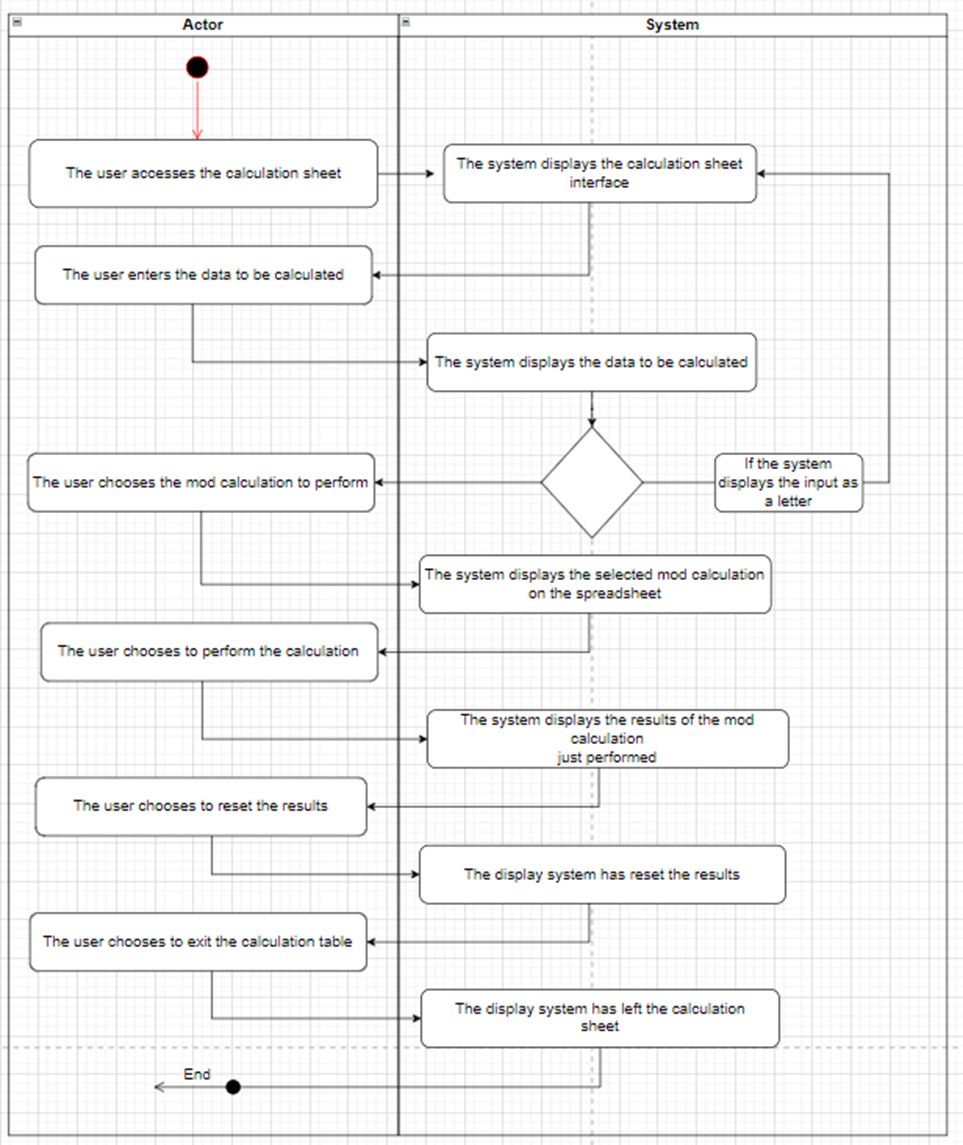 Actor
System
The user accesses the calculation sheet
The system displays the calculation sheet
interface
The user enters the data to be calculated
The system displays the data to be calculated
The user chooses the mod calculation to perform
If the system
displays the input as
a letter
The system displays the selected mod calculation
on the spreadsheet
The user chooses to perform the calculation
The system displays the results of the mod
calculation
just performed
The user chooses to reset the results
The display system has reset the results
The user chooses to exit the calculation table
The display system has left the calculation
sheet
End